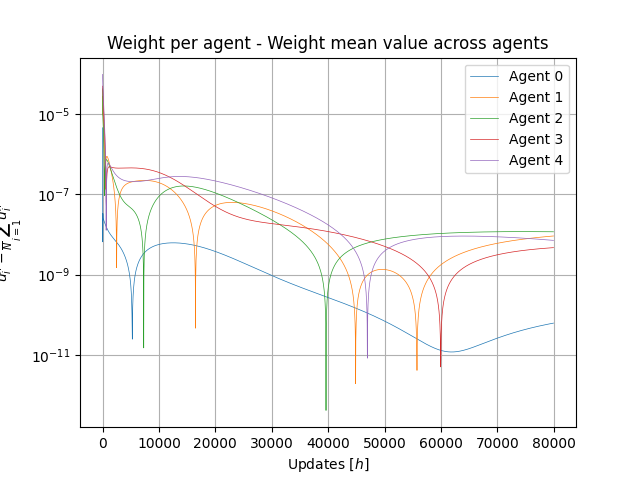 Weight per agent - Weight mean value across agents
Agent 0
Agent 1
Agent 2
Agent 3
Agent 4
10⁻⁵
10⁻⁷
10⁻⁹
10⁻¹¹
0 10000 20000 30000 40000 50000 60000 70000 80000
Updates [h]